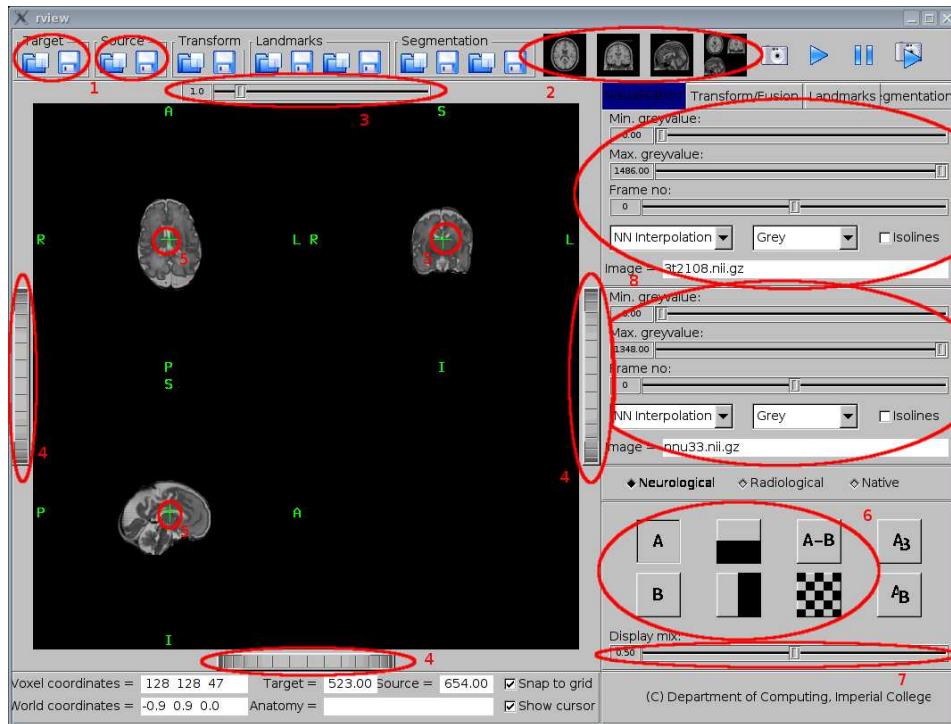 rview
Target Source Transform Landmarks Segmentation
1 2
1.0
3
A S
Transform/Fusion Landmarks
Min. greyvalue:
0.00
Max. greyvalue:
1486.00
Frame no:
0
NN Interpolation Grey Isolines
Image = 3t2108.nii.gz
R L R L
5 5
8
Min. greyvalue:
0.00
Max. greyvalue:
1348.00
Frame no:
0
NN Interpolation Grey Isolines
Image = nnu33.nii.gz
P I
S
4 4
Neurological Radiological Native
P A
5
6
A A-B AB
B AB
I
4
Display mix:
0.50
7
Voxel coordinates = 128 128 47 Target = 523.00 Source = 654.00 Snap to grid
World coordinates = -0.9 0.9 0.0 Anatomy = Show cursor
(C) Department of Computing, Imperial College